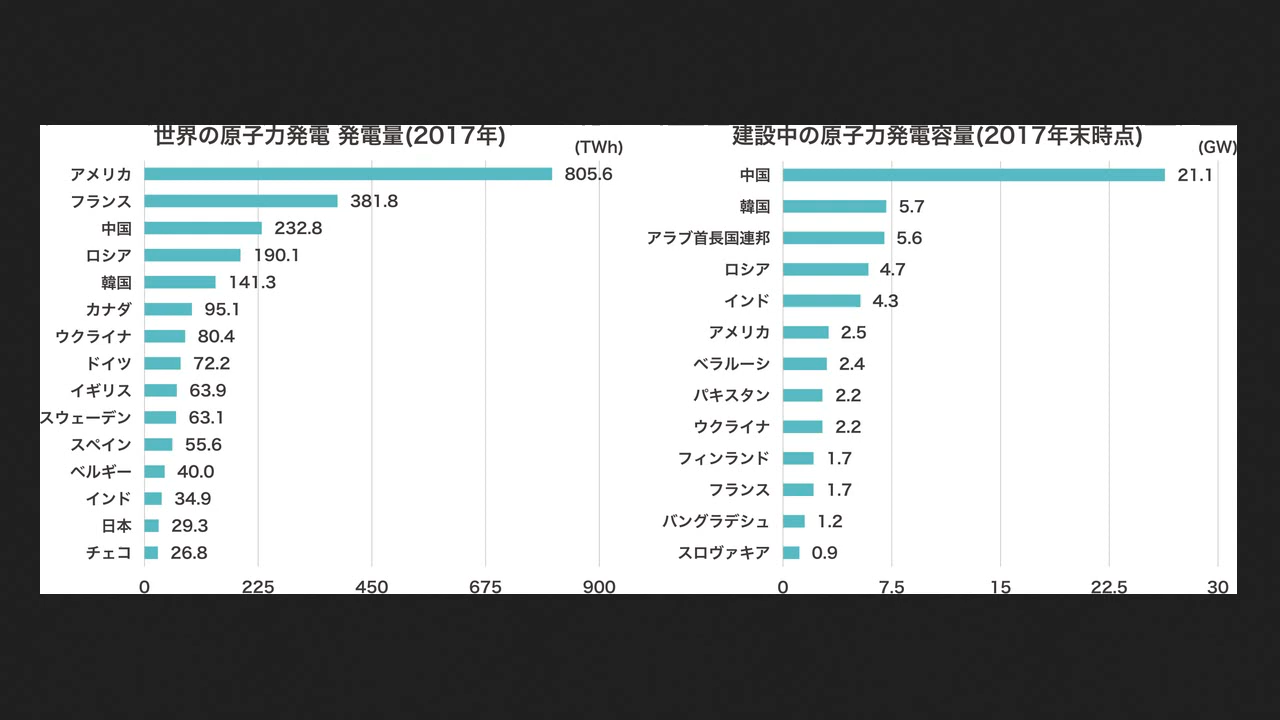 世界の原子力発電 発電量(2017年)
(TWh)
アメリカ 805.6
フランス 381.8
中国 232.8
ロシア 190.1
韓国 141.3
カナダ 95.1
ウクライナ 80.4
ドイツ 72.2
イギリス 63.9
スウェーデン 63.1
スペイン 55.6
ベルギー 40.0
インド 34.9
日本 29.3
チェコ 26.8
0 225 450 675 900
建設中の原子力発電容量(2017年末時点)
(GW)
中国 21.1
韓国 5.7
アラブ首長国連邦 5.6
ロシア 4.7
インド 4.3
アメリカ 2.5
ベラルーシ 2.4
パキスタン 2.2
ウクライナ 2.2
フィンランド 1.7
フランス 1.7
バングラデシュ 1.2
スロヴァキア 0.9
0 7.5 15 22.5 30